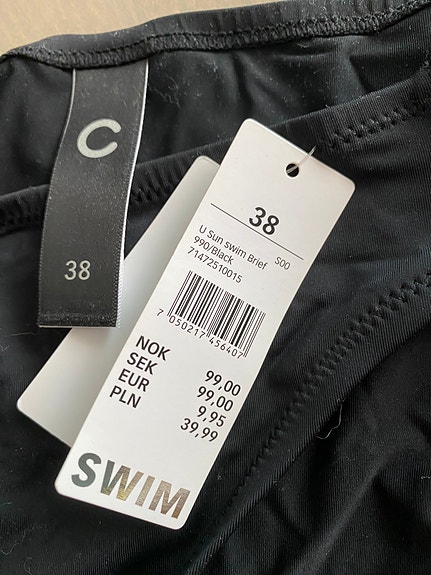 C
38
38
U Sun swim Brief S00
990/Black
71472510015
7 050217 456407
NOK 99,00
SEK 99,00
EUR 9,95
PLN 39,99
SWIM